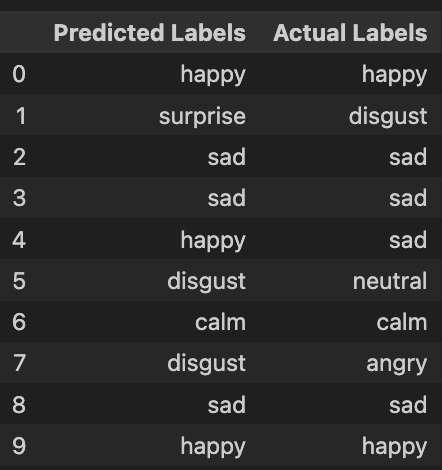 Predicted Labels Actual Labels
0 happy happy
1 surprise disgust
2 sad sad
3 sad sad
4 happy sad
5 disgust neutral
6 calm calm
7 disgust angry
8 sad sad
9 happy happy